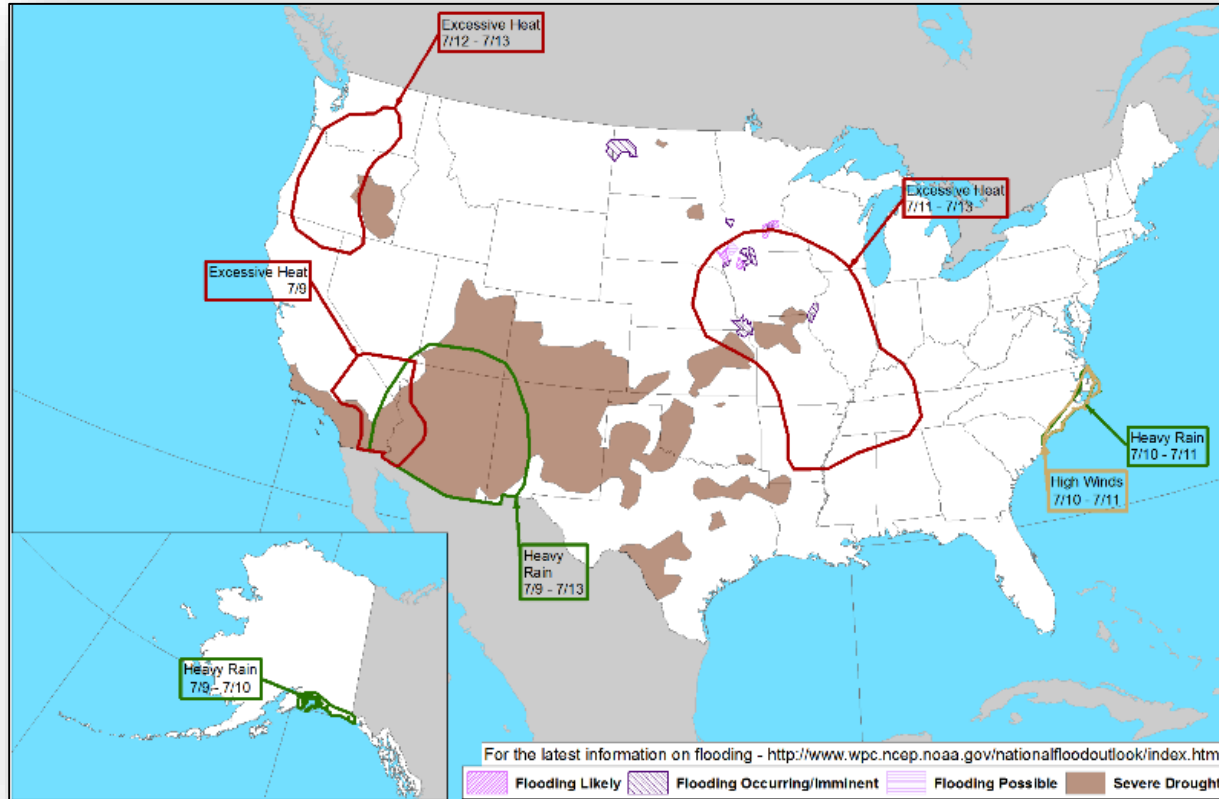 Excessive Heat
7/12 - 7/13
Excessive Heat
7/11 - 7/13
Excessive Heat
7/9
Heavy Rain
7/10 - 7/11
High Winds
7/10 - 7/11
Heavy
Rain
7/9 - 7/13
Heavy Rain
7/9 - 7/10
For the latest information on flooding - http://www.wpc.ncep.noaa.gov/nationalfloodoutlook/index.htm
Flooding Likely
Flooding Occurring/Imminent
Flooding Possible
Severe Drought